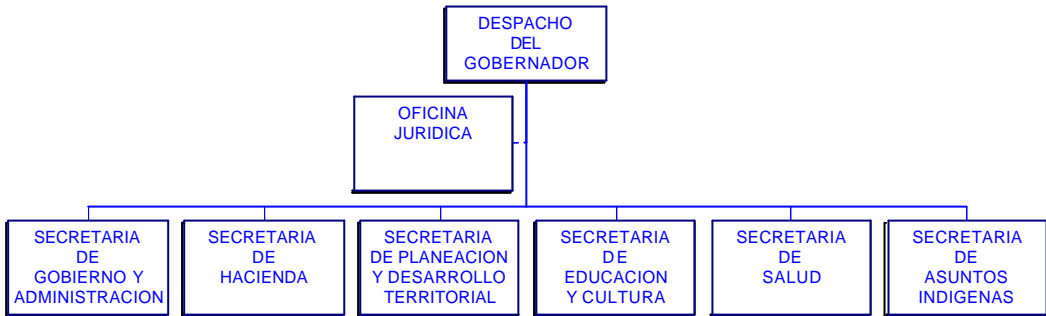 DESPACHO
DEL
GOBERNADOR
OFICINA
JURIDICA
SECRETARIA
DE
GOBIERNO Y
ADMINISTRACION
SECRETARIA
DE
HACIENDA
SECRETARIA
DE PLANEACION
Y DESARROLLO
TERRITORIAL
SECRETARIA
DE
EDUCACION
Y CULTURA
SECRETARIA
DE
SALUD
SECRETARIA
DE
ASUNTOS
INDIGENAS